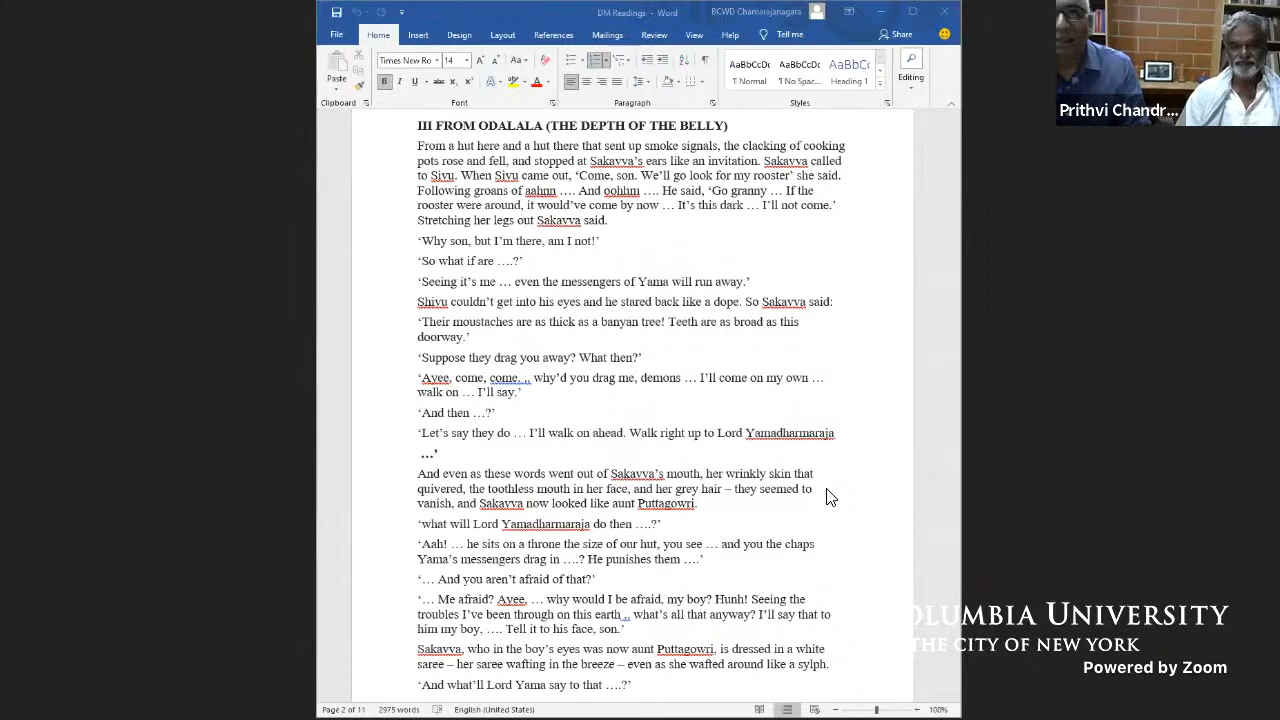 DM Readings - Word
BCWD Chamarajanagara
File Home Insert Design Layout References Mailings Review View Help Tell me Share
Times New Ro 14 Aa
Paste
B I U abc x₂ x²
AaBbCcDc AaBbCcDc AaBbC
¶ Normal ¶ No Spac... Heading 1
Editing
Clipboard Font Paragraph Styles
Prithvi Chandr...
III FROM ODALALA (THE DEPTH OF THE BELLY)
From a hut here and a hut there that sent up smoke signals, the clacking of cooking
pots rose and fell, and stopped at Sakavva’s ears like an invitation. Sakavva called
to Sivu. When Sivu came out, ‘Come, son. We’ll go look for my rooster’ she said.
Following groans of aahnn …. And oohhm …. He said, ‘Go granny … If the
rooster were around, it would’ve come by now … It’s this dark … I’ll not come.’
Stretching her legs out Sakavva said.
‘Why son, but I’m there, am I not!’
‘So what if are ….?’
‘Seeing it’s me … even the messengers of Yama will run away.’
Shivu couldn’t get into his eyes and he stared back like a dope. So Sakavva said:
‘Their moustaches are as thick as a banyan tree! Teeth are as broad as this
doorway.’
‘Suppose they drag you away? What then?’
‘Ayee, come, come. .. why’d you drag me, demons … I’ll come on my own …
walk on … I’ll say.’
‘And then …?’
‘Let’s say they do … I’ll walk on ahead. Walk right up to Lord Yamadharmaraja
…’
And even as these words went out of Sakavva’s mouth, her wrinkly skin that
quivered, the toothless mouth in her face, and her grey hair – they seemed to
vanish, and Sakavva now looked like aunt Puttagowri.
‘what will Lord Yamadharmaraja do then ….?’
‘Aah! … he sits on a throne the size of our hut, you see … and you the chaps
Yama’s messengers drag in ….? He punishes them ….’
‘… And you aren’t afraid of that?’
‘… Me afraid? Ayee, … why would I be afraid, my boy? Hunh! Seeing the
troubles I’ve been through on this earth .. what’s all that anyway? I’ll say that to
him my boy, …. Tell it to his face, son.’
Sakavva, who in the boy’s eyes was now aunt Puttagowri, is dressed in a white
saree – her saree wafting in the breeze – even as she wafted around like a sylph.
‘And what’ll Lord Yama say to that ….?’
OLUMBIA UNIVERSITY
THE CITY OF NEW YORK
Powered by Zoom
Page 2 of 11 2975 words English (United States) 100%